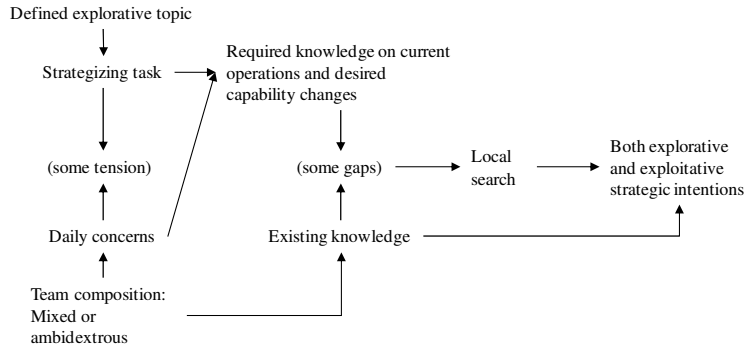 Defined explorative topic
Strategizing task
Required knowledge on current
operations and desired
capability changes
(some tension)
(some gaps)
Local
search
Both explorative
and exploitative
strategic intentions
Daily concerns
Existing knowledge
Team composition:
Mixed or
ambidextrous